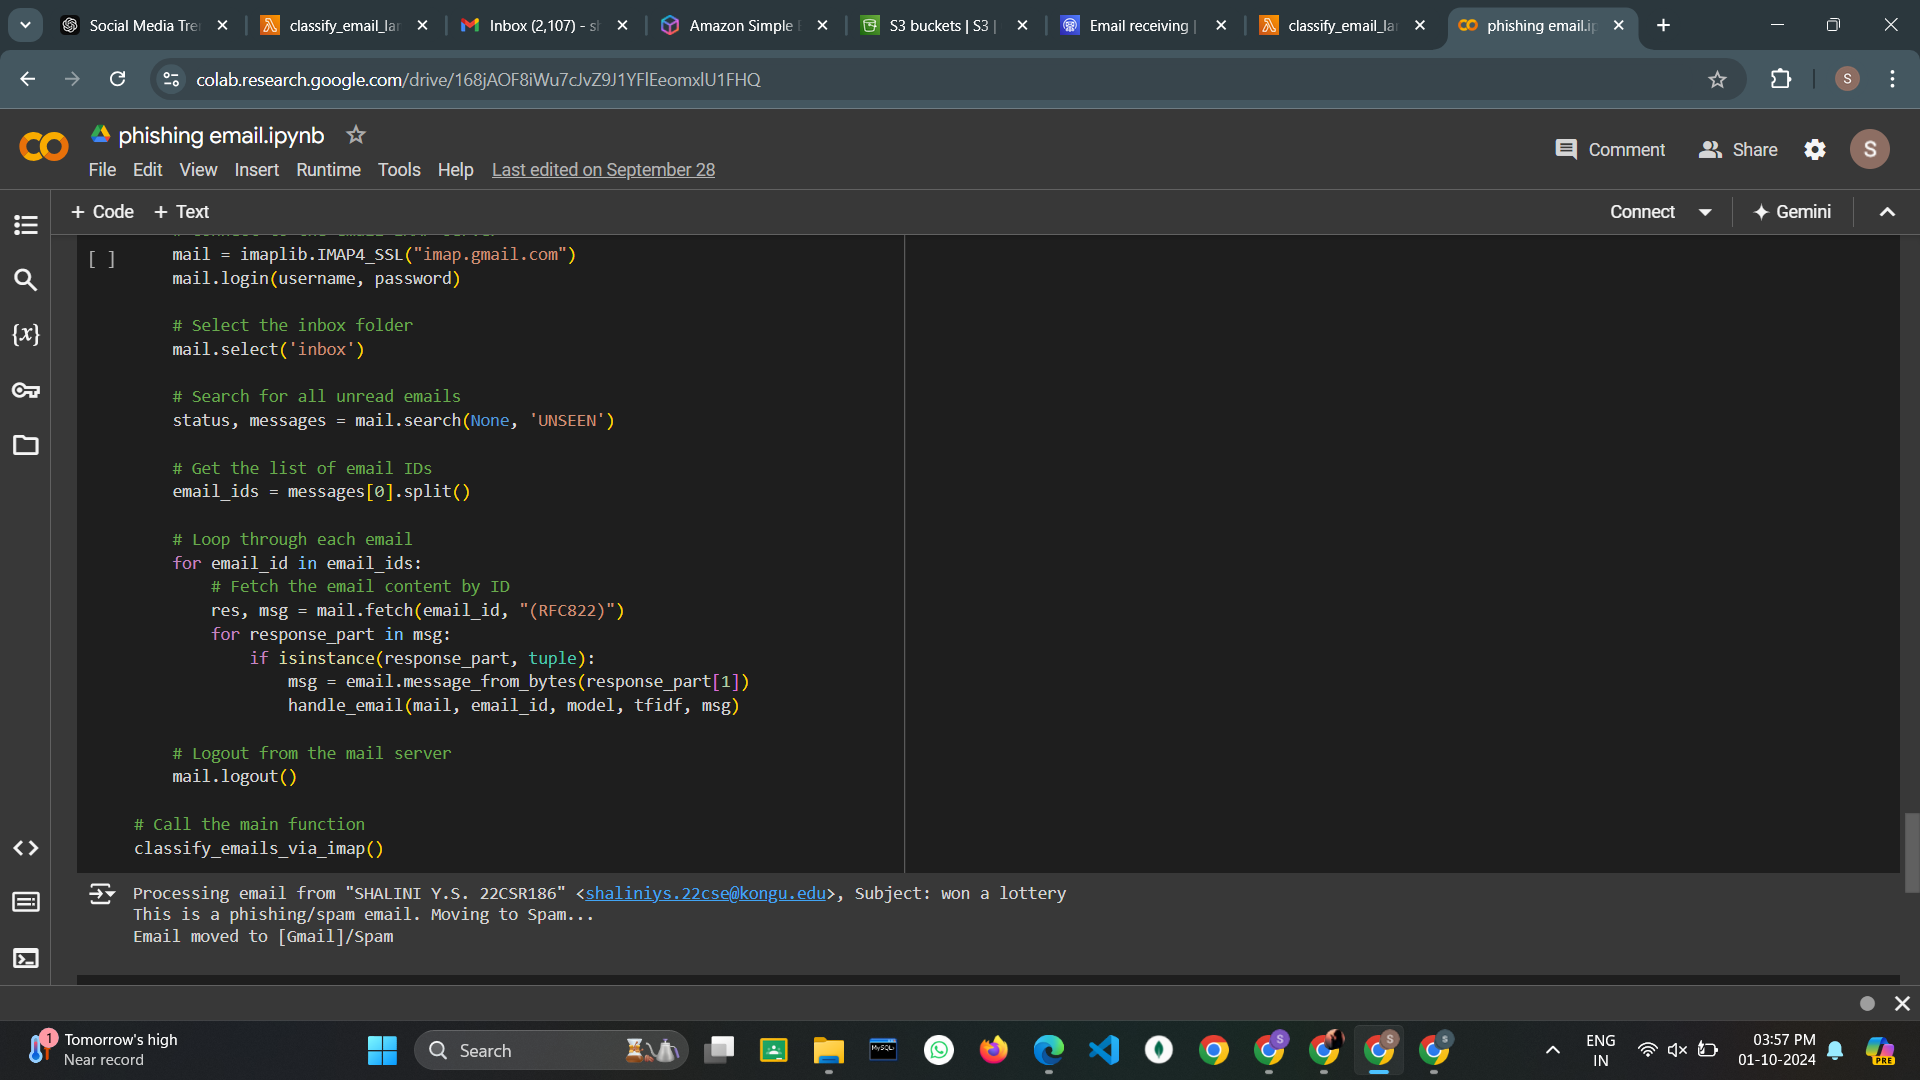 Social Media Tre
classify_email_lar
Inbox (2,107) - sh
Amazon Simple E
S3 buckets | S3 |
Email receiving |
classify_email_lar
phishing email.ip
colab.research.google.com/drive/168jAOF8iWu7cJvZ9J1YFlEeomxlU1FHQ
S
CO
phishing email.ipynb
Comment
Share
S
File Edit View Insert Runtime Tools Help Last edited on September 28
+ Code + Text
Connect
Gemini
[ ]
mail = imaplib.IMAP4_SSL("imap.gmail.com")
mail.login(username, password)
# Select the inbox folder
mail.select('inbox')
# Search for all unread emails
status, messages = mail.search(None, 'UNSEEN')
# Get the list of email IDs
email_ids = messages[0].split()
# Loop through each email
for email_id in email_ids:
# Fetch the email content by ID
res, msg = mail.fetch(email_id, "(RFC822)")
for response_part in msg:
if isinstance(response_part, tuple):
msg = email.message_from_bytes(response_part[1])
handle_email(mail, email_id, model, tfidf, msg)
# Logout from the mail server
mail.logout()
# Call the main function
classify_emails_via_imap()
Processing email from "SHALINI Y.S. 22CSR186" <shaliniys.22cse@kongu.edu>, Subject: won a lottery
This is a phishing/spam email. Moving to Spam...
Email moved to [Gmail]/Spam
{x}
1
Tomorrow's high
Near record
Search
MySQL
S
S
S
ENG
IN
03:57 PM
01-10-2024
PRE